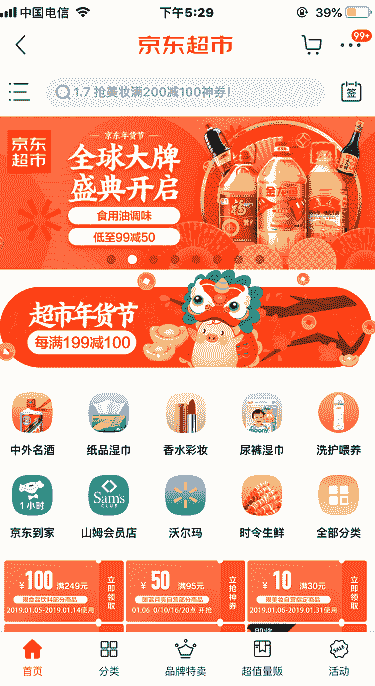 中国电信
下午5:29
39%
京东超市
99+
1.7 抢美妆满200减100神券!
签
京东
超市
京东年货节
全球大牌
盛典开启
食用油调味
低至99减50
超市年货节
每满199减100
中外名酒
纸品湿巾
香水彩妆
尿裤湿巾
洗护喂养
1小时
Sam's
CLUB
京东到家
山姆会员店
沃尔玛
时令生鲜
全部分类
¥100 满249元
2019.01.05-2019.01.14使用
立即领取
¥50 满95元
01.06 0/10/16/20点 开抢
立抢神券
¥10 满30元
2019.01.06-2019.01.31使用
立即领取
首页
分类
品牌特卖
超值量贩
SALE
活动